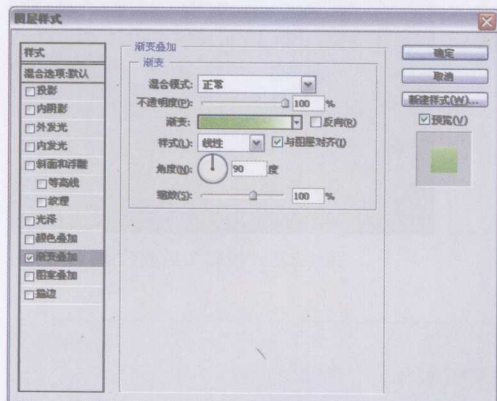 图层样式
样式
混合选项:默认
投影
内阴影
外发光
内发光
斜面和浮雕
等高线
纹理
光泽
颜色叠加
渐变叠加
图案叠加
描边
渐变叠加
渐变
混合模式: 正常
不透明度(P): 100 %
渐变: 反向(R)
样式(L): 线性 与图层对齐(I)
角度(N): 90 度
缩放(S): 100 %
确定
取消
新建样式(W)...
预览(V)